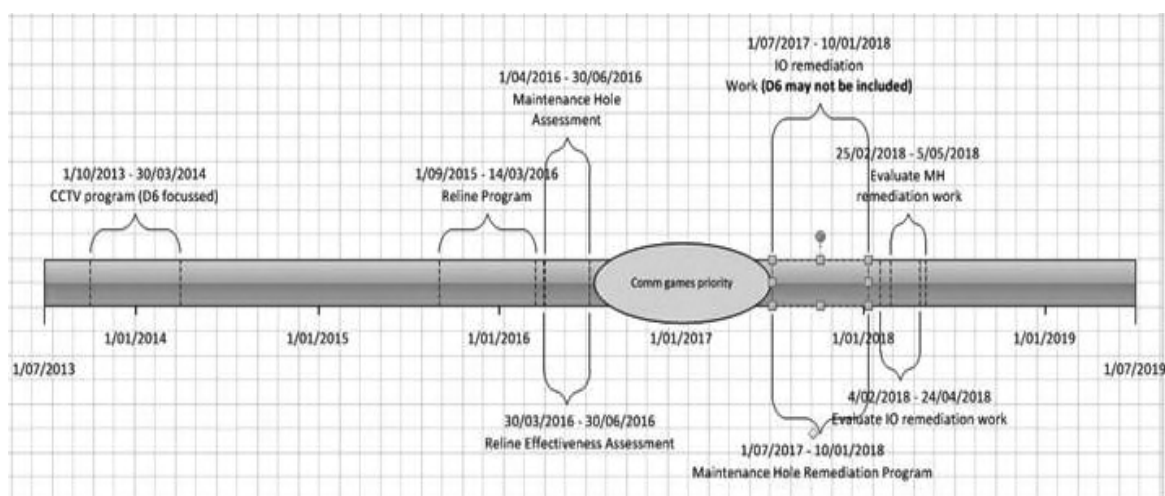 1/07/2017 - 10/01/2018
IO remediation
Work (D6 may not be included)
1/04/2016 - 30/06/2016
Maintenance Hole
Assessment
25/02/2018 - 5/05/2018
Evaluate MH
remediation work
1/10/2013 - 30/03/2014
CCTV program (D6 focussed)
1/09/2015 - 14/03/2016
Reline Program
Comm games priority
1/01/2014
1/01/2015
1/01/2016
1/01/2017
1/01/2018
1/01/2019
1/07/2013
1/07/2019
4/02/2018 - 24/04/2018
Evaluate IO remediation work
30/03/2016 - 30/06/2016
Reline Effectiveness Assessment
1/07/2017 - 10/01/2018
Maintenance Hole Remediation Program